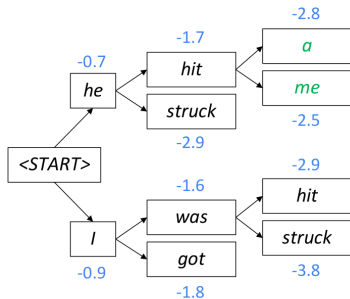 -2.8
-1.7
a
-0.7
hit
he
me
struck
-2.5
-2.9
<START>
-2.9
-1.6
hit
was
I
struck
got
-0.9
-3.8
-1.8